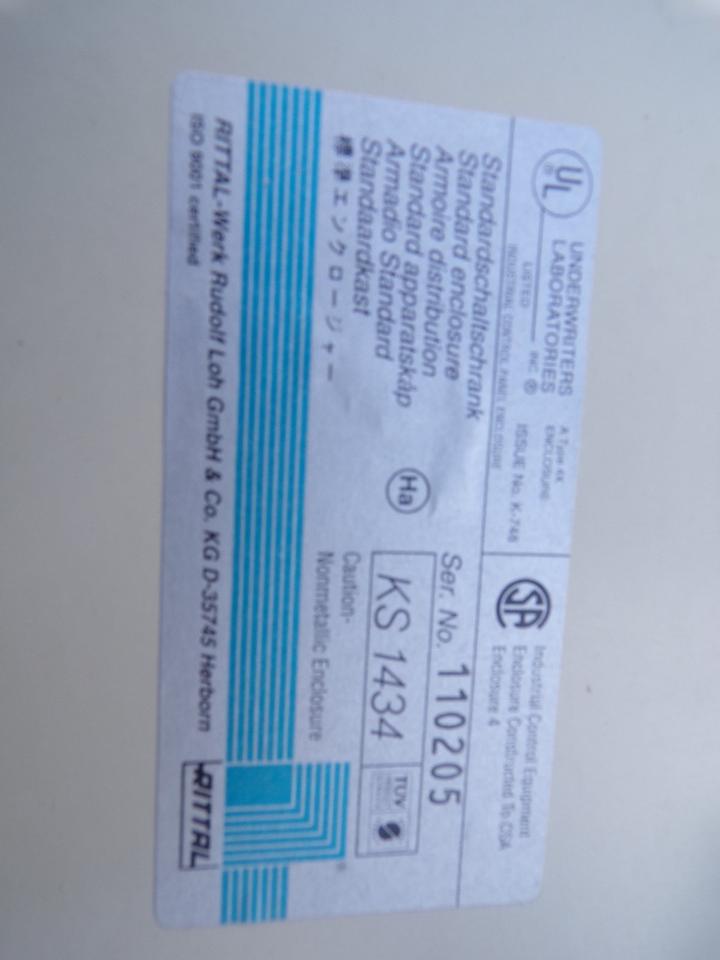 UL
®
UNDERWRITERS
LABORATORIES
INC.®
LISTED
A Type 4X
ENCLOSURE
ISSUE No. K-748
INDUSTRIAL CONTROL PANEL ENCLOSURE
SA
Industrial Control Equipment
Enclosure Constructed To CSA
Enclosure 4
Standardschaltschrank
Standard enclosure
Armoire distribution
Standard apparatskåp
Armadio Standard
Standaardkast
標準エンクロージャー
Ha
Ser. No. 110205
KS 1434
TÜV
Caution-
Nonmetallic Enclosure
RITTAL-Werk Rudolf Loh GmbH & Co. KG D-35745 Herborn
ISO 9001 certified
RITTAL